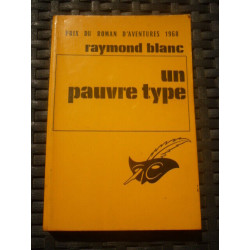 PRIX DU ROMAN D'AVENTURES 1968
raymond blanc
un
pauvre type